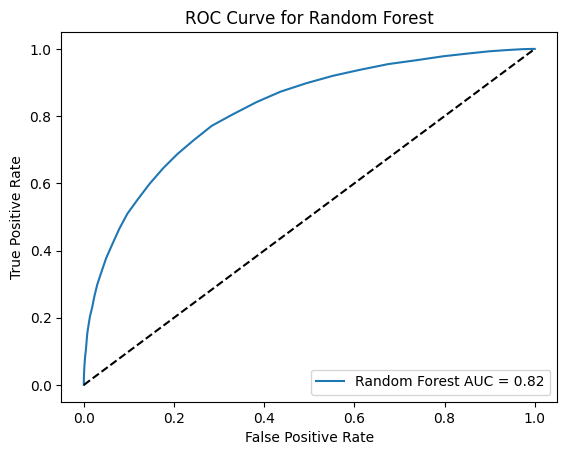 ROC Curve for Random Forest
True Positive Rate
1.0
0.8
0.6
0.4
0.2
0.0
Random Forest AUC = 0.82
0.0 0.2 0.4 0.6 0.8 1.0
False Positive Rate